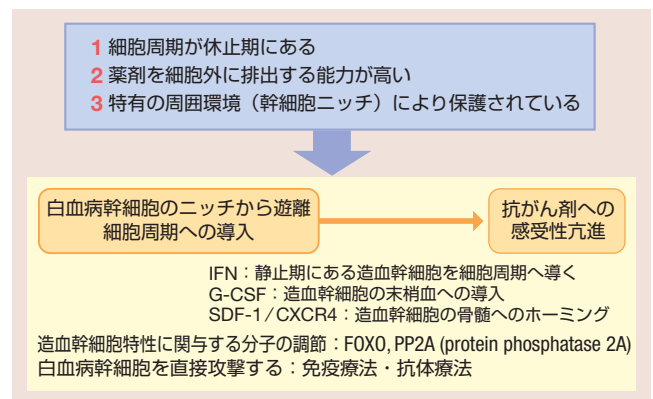 1 細胞周期が休止期にある
2 薬剤を細胞外に排出する能力が高い
3 特有の周囲環境（幹細胞ニッチ）により保護されている
白血病幹細胞のニッチから遊離
細胞周期への導入
抗がん剤への
感受性亢進
IFN：静止期にある造血幹細胞を細胞周期へ導く
G-CSF：造血幹細胞の末梢血への導入
SDF-1/CXCR4：造血幹細胞の骨髄へのホーミング
造血幹細胞特性に関与する分子の調節：FOXO, PP2A (protein phosphatase 2A)
白血病幹細胞を直接攻撃する：免疫療法・抗体療法